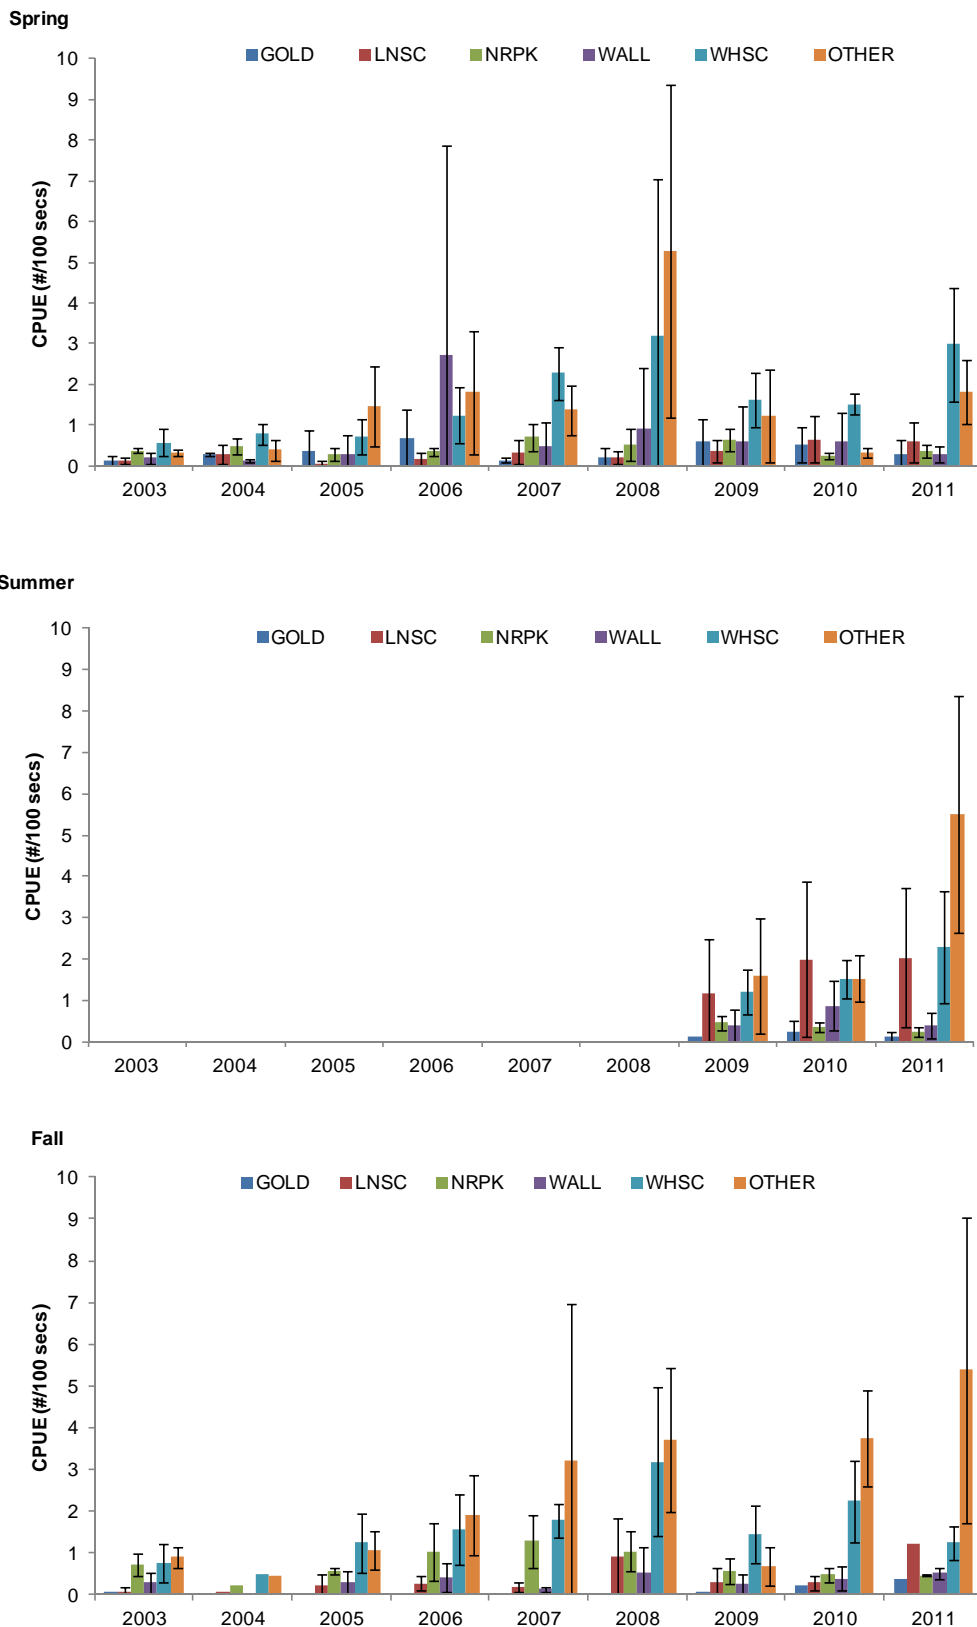 Spring
GOLD LNSC NRPK WALL WHSC OTHER
10
9
8
7
6
5
4
3
2
1
0
CPUE (#/100 secs)
2003 2004 2005 2006 2007 2008 2009 2010 2011
Summer
GOLD LNSC NRPK WALL WHSC OTHER
10
9
8
7
6
5
4
3
2
1
0
CPUE (#/100 secs)
2003 2004 2005 2006 2007 2008 2009 2010 2011
Fall
GOLD LNSC NRPK WALL WHSC OTHER
10
9
8
7
6
5
4
3
2
1
0
CPUE (#/100 secs)
2003 2004 2005 2006 2007 2008 2009 2010 2011